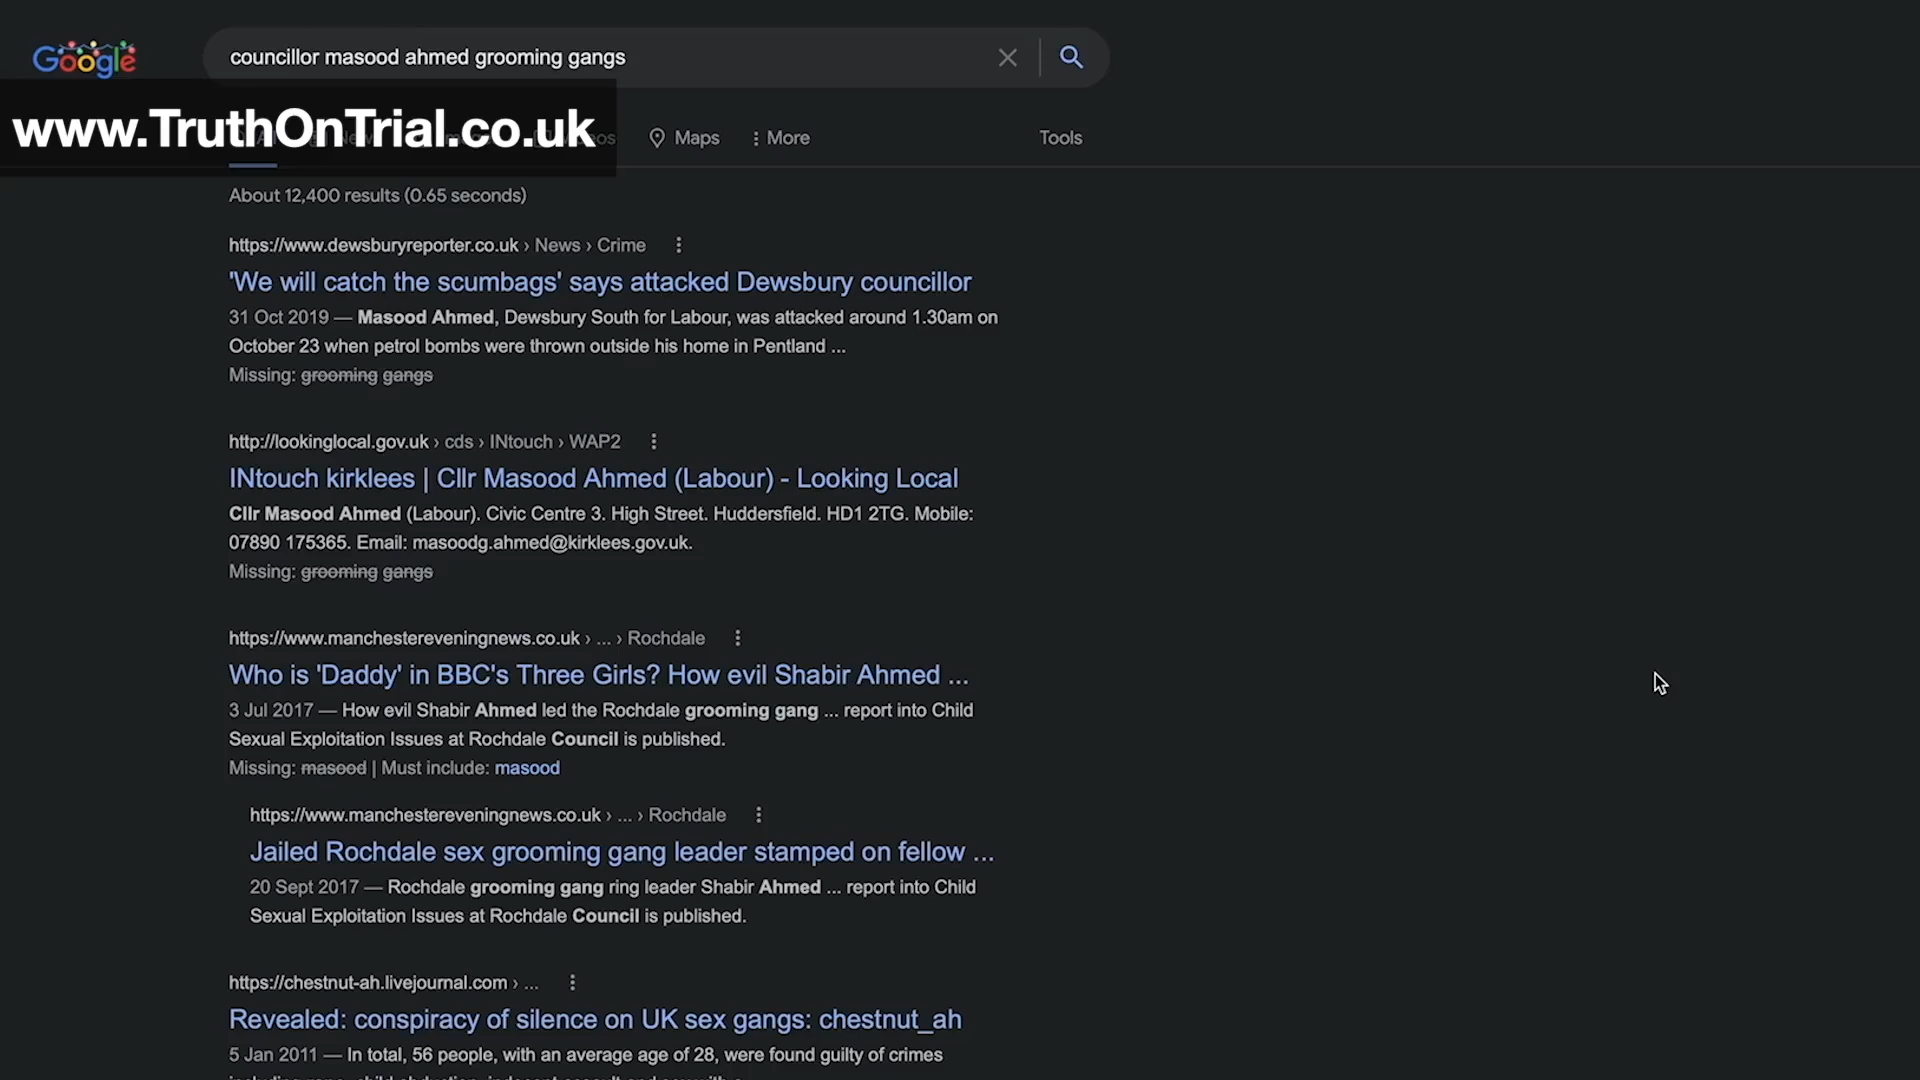 Google
councillor masood ahmed grooming gangs
www.TruthOnTrial.co.uk
Maps
More
Tools
About 12,400 results (0.65 seconds)
https://www.dewsburyreporter.co.uk › News › Crime
'We will catch the scumbags' says attacked Dewsbury councillor
31 Oct 2019 — Masood Ahmed, Dewsbury South for Labour, was attacked around 1.30am on
October 23 when petrol bombs were thrown outside his home in Pentland ...
Missing: grooming gangs
http://lookinglocal.gov.uk › cds › INtouch › WAP2
INtouch kirklees | Cllr Masood Ahmed (Labour) - Looking Local
Cllr Masood Ahmed (Labour). Civic Centre 3. High Street. Huddersfield. HD1 2TG. Mobile:
07890 175365. Email: masoodg.ahmed@kirklees.gov.uk.
Missing: grooming gangs
https://www.manchestereveningnews.co.uk › ... › Rochdale
Who is 'Daddy' in BBC's Three Girls? How evil Shabir Ahmed ...
3 Jul 2017 — How evil Shabir Ahmed led the Rochdale grooming gang ... report into Child
Sexual Exploitation Issues at Rochdale Council is published.
Missing: masood | Must include: masood
https://www.manchestereveningnews.co.uk › ... › Rochdale
Jailed Rochdale sex grooming gang leader stamped on fellow ...
20 Sept 2017 — Rochdale grooming gang ring leader Shabir Ahmed ... report into Child
Sexual Exploitation Issues at Rochdale Council is published.
https://chestnut-ah.livejournal.com › ...
Revealed: conspiracy of silence on UK sex gangs: chestnut_ah
5 Jan 2011 — In total, 56 people, with an average age of 28, were found guilty of crimes